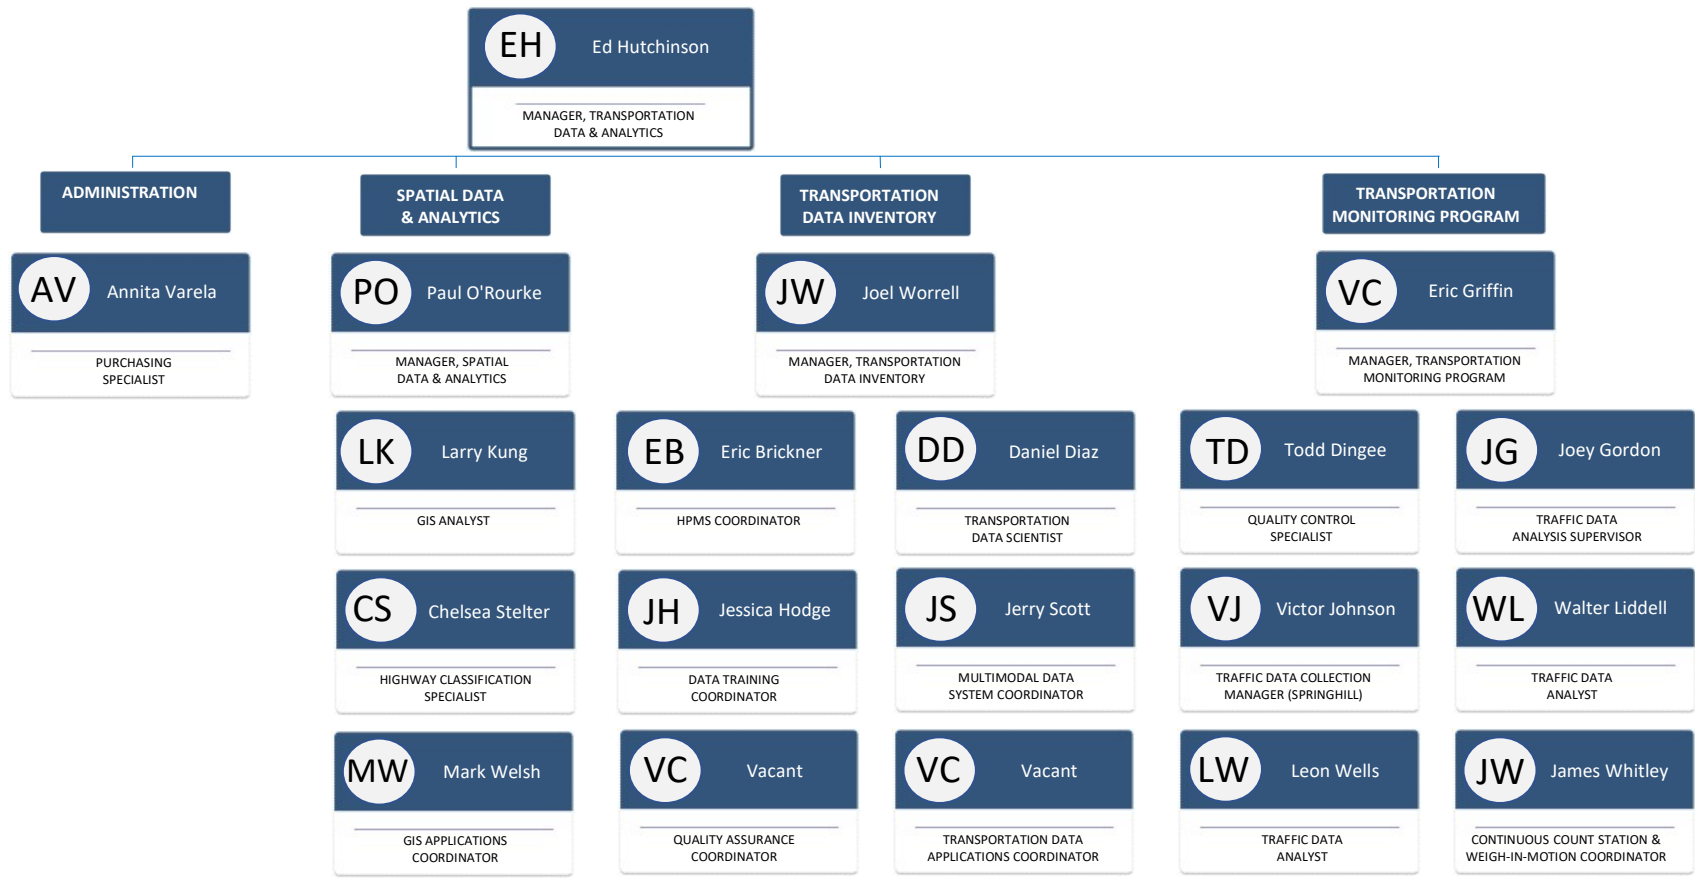 EH
Ed Hutchinson
MANAGER, TRANSPORTATION
DATA & ANALYTICS
ADMINISTRATION
AV
Annita Varela
PURCHASING
SPECIALIST
SPATIAL DATA
& ANALYTICS
PO
Paul O'Rourke
MANAGER, SPATIAL
DATA & ANALYTICS
LK
Larry Kung
GIS ANALYST
CS
Chelsea Stelter
HIGHWAY CLASSIFICATION
SPECIALIST
MW
Mark Welsh
GIS APPLICATIONS
COORDINATOR
TRANSPORTATION
DATA INVENTORY
JW
Joel Worrell
MANAGER, TRANSPORTATION
DATA INVENTORY
EB
Eric Brickner
HPMS COORDINATOR
DD
Daniel Diaz
TRANSPORTATION
DATA SCIENTIST
JH
Jessica Hodge
DATA TRAINING
COORDINATOR
JS
Jerry Scott
MULTIMODAL DATA
SYSTEM COORDINATOR
VC
Vacant
QUALITY ASSURANCE
COORDINATOR
VC
Vacant
TRANSPORTATION DATA
APPLICATIONS COORDINATOR
TRANSPORTATION
MONITORING PROGRAM
VC
Eric Griffin
MANAGER, TRANSPORTATION
MONITORING PROGRAM
TD
Todd Dingee
QUALITY CONTROL
SPECIALIST
JG
Joey Gordon
TRAFFIC DATA
ANALYSIS SUPERVISOR
VJ
Victor Johnson
TRAFFIC DATA COLLECTION
MANAGER (SPRINGHILL)
WL
Walter Liddell
TRAFFIC DATA
ANALYST
LW
Leon Wells
TRAFFIC DATA
ANALYST
JW
James Whitley
CONTINUOUS COUNT STATION &
WEIGH-IN-MOTION COORDINATOR